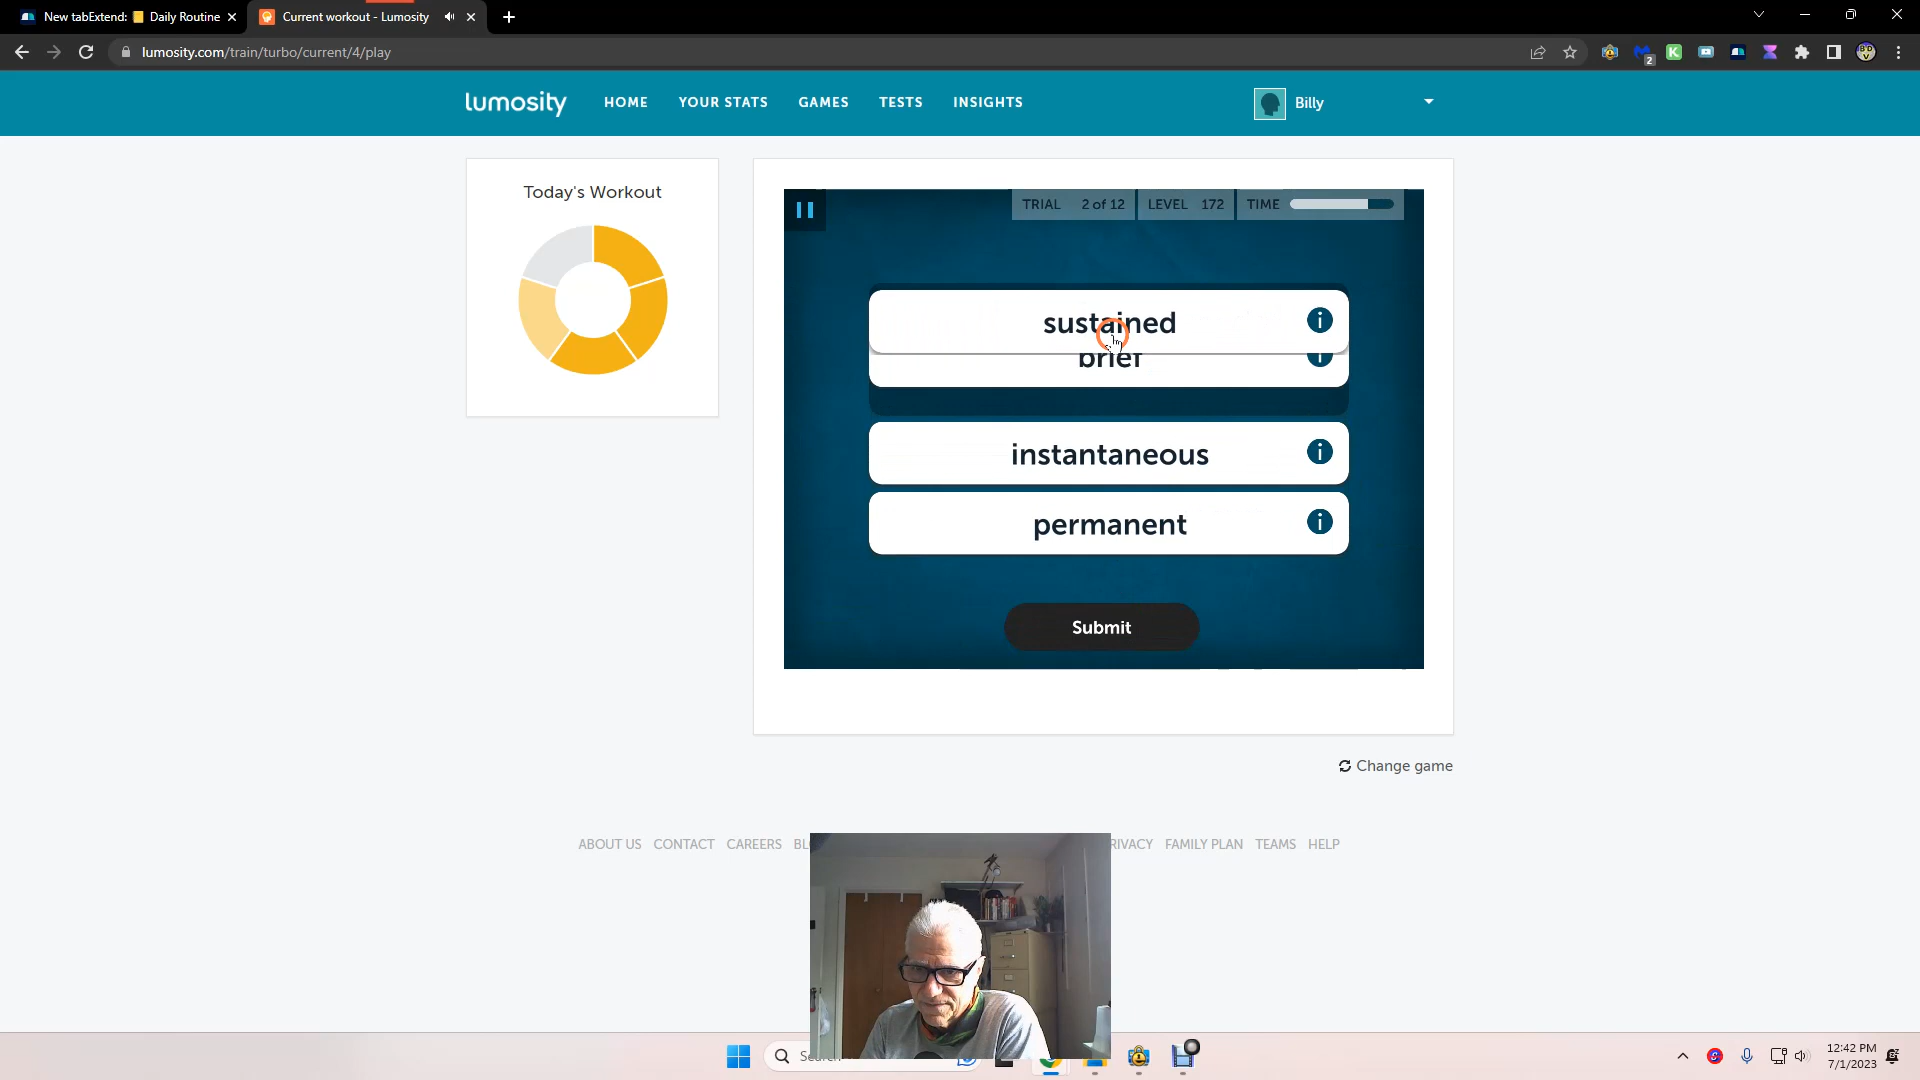 New tabExtend: 📒 Daily Routine
Current workout - Lumosity
lumosity.com/train/turbo/current/4/play
2
lumosity
HOME
YOUR STATS
GAMES
TESTS
INSIGHTS
Billy
Today's Workout
TRIAL 2 of 12
LEVEL 172
TIME
sustained
brief
instantaneous
permanent
Submit
Change game
ABOUT US CONTACT CAREERS
FAMILY PLAN TEAMS HELP
12:42 PM
7/1/2023